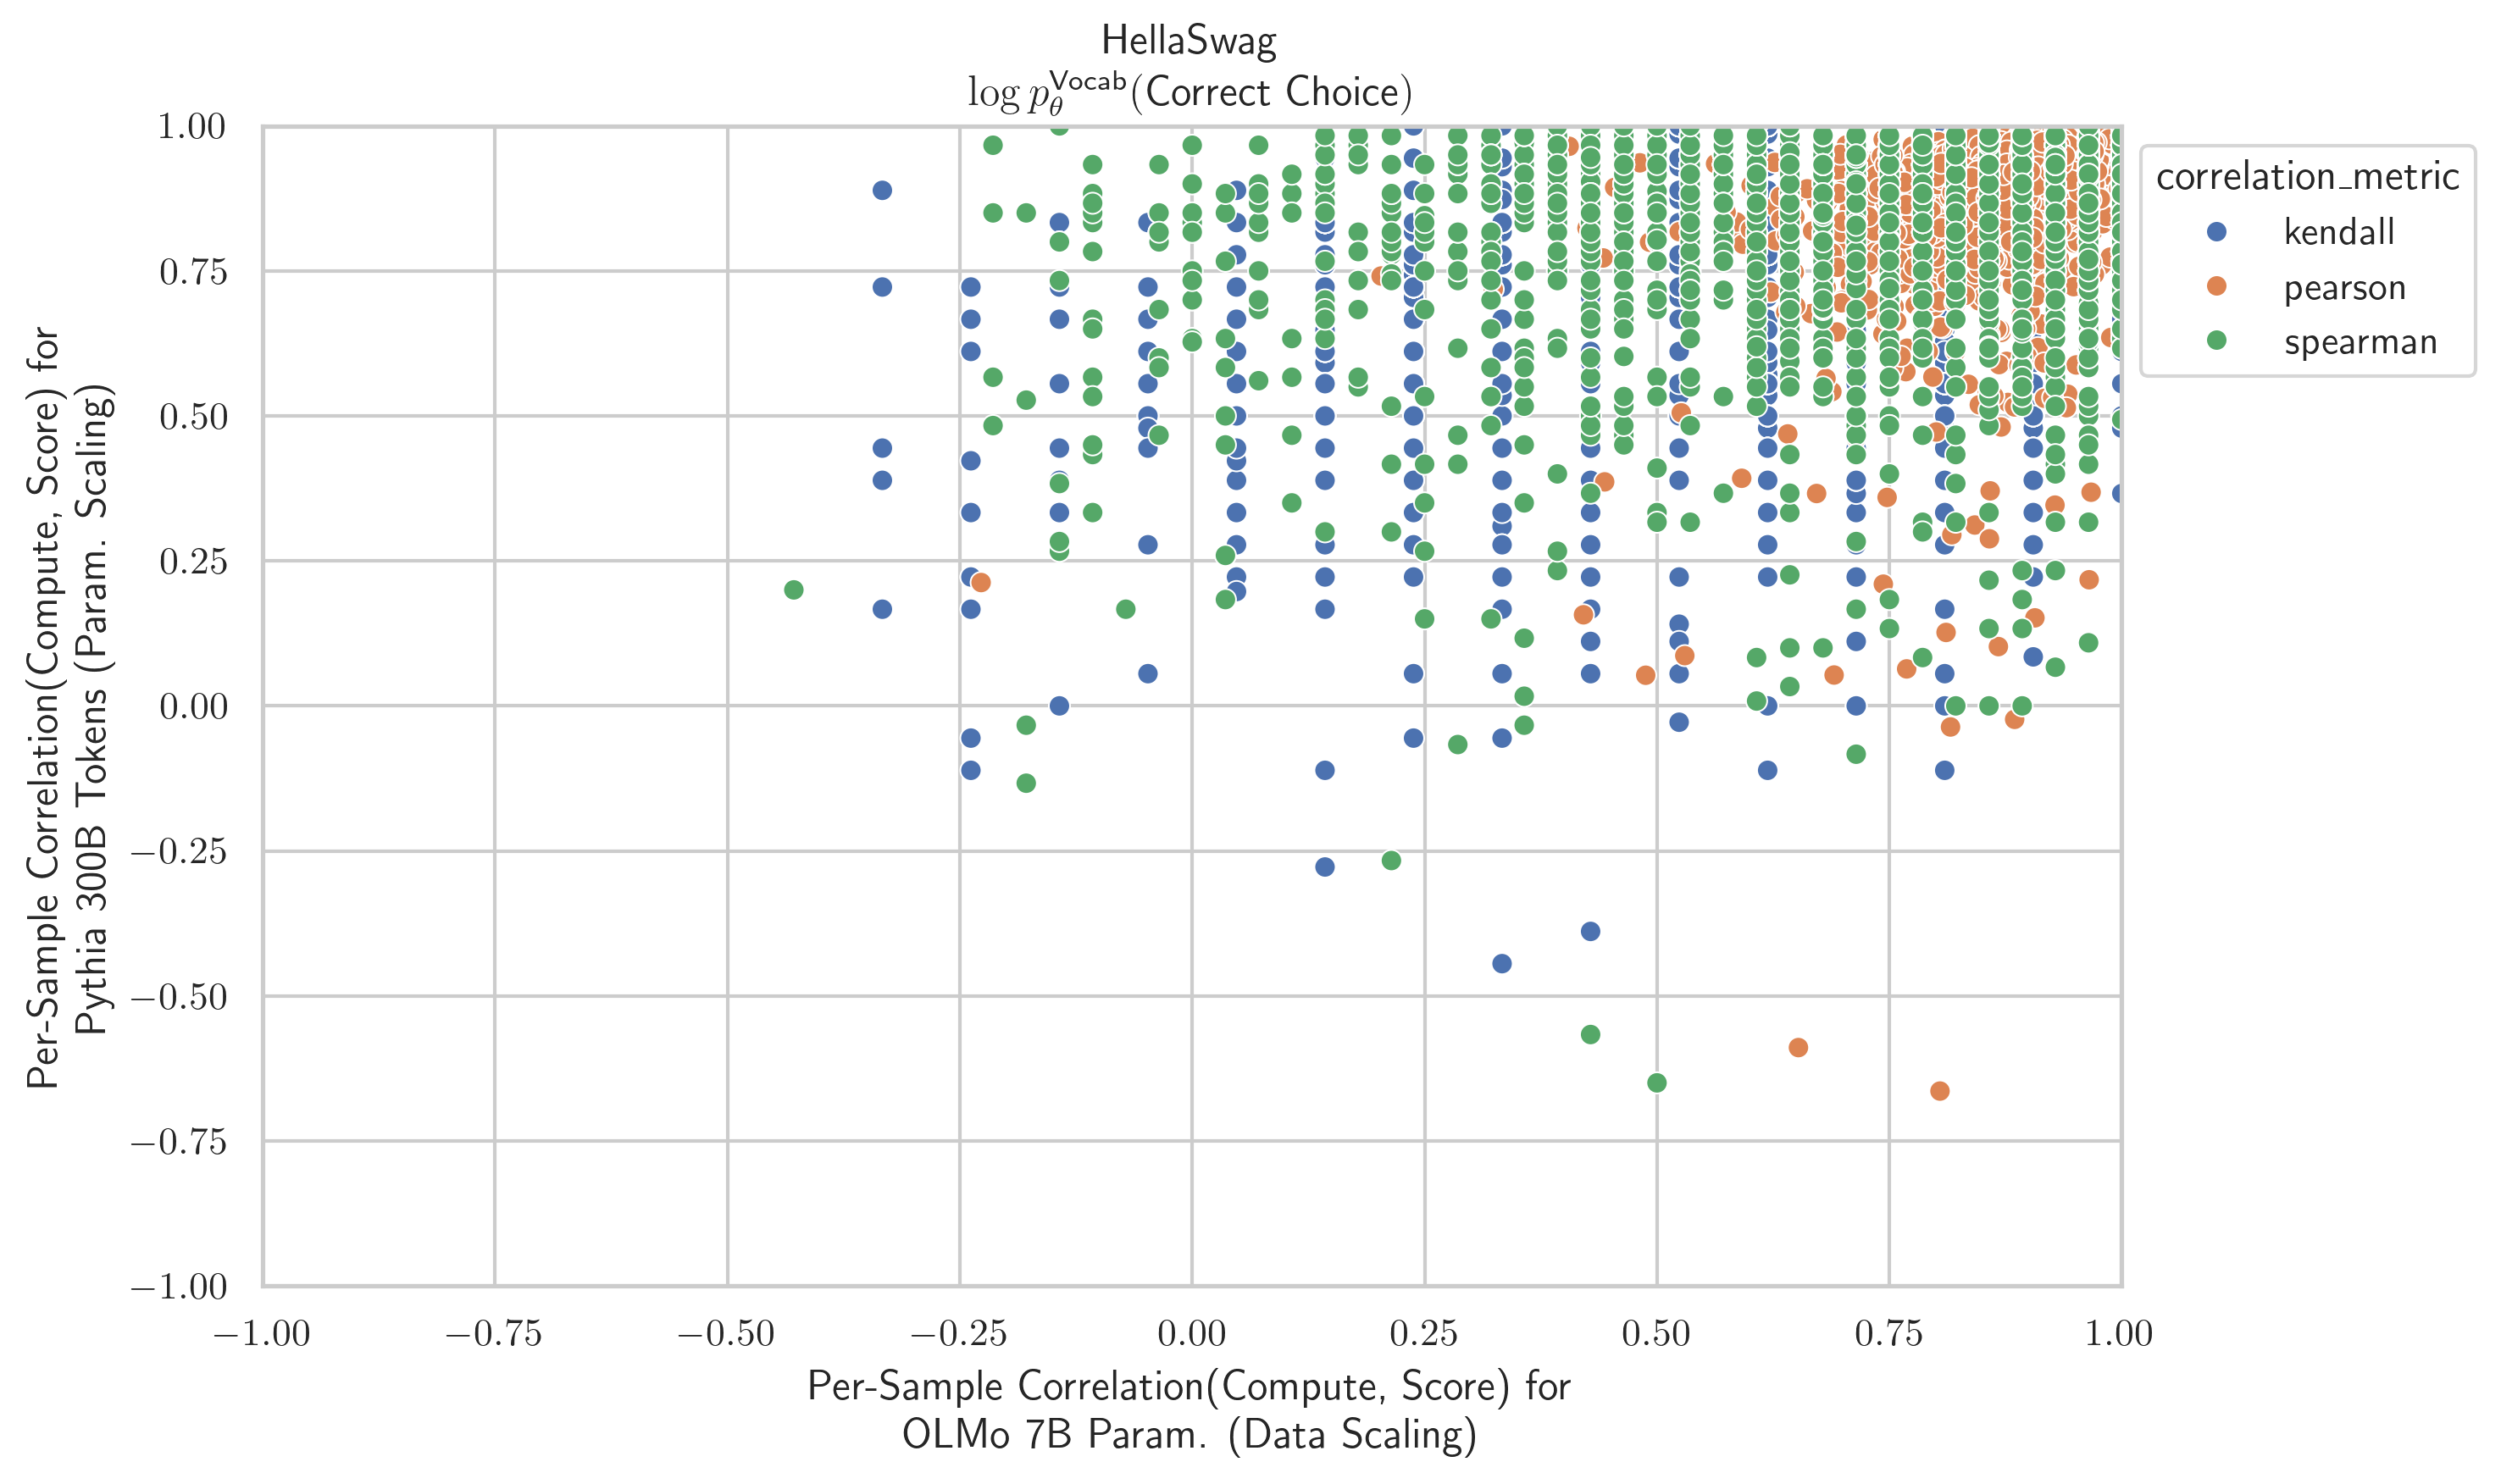 HellaSwag
log p_θ^Vocab(Correct Choice)
Per-Sample Correlation(Compute, Score) for
Pythia 300B Tokens (Param. Scaling)
1.00
0.75
0.50
0.25
0.00
−0.25
−0.50
−0.75
−1.00
−1.00 −0.75 −0.50 −0.25 0.00 0.25 0.50 0.75 1.00
Per-Sample Correlation(Compute, Score) for
OLMo 7B Param. (Data Scaling)
correlation_metric
kendall
pearson
spearman